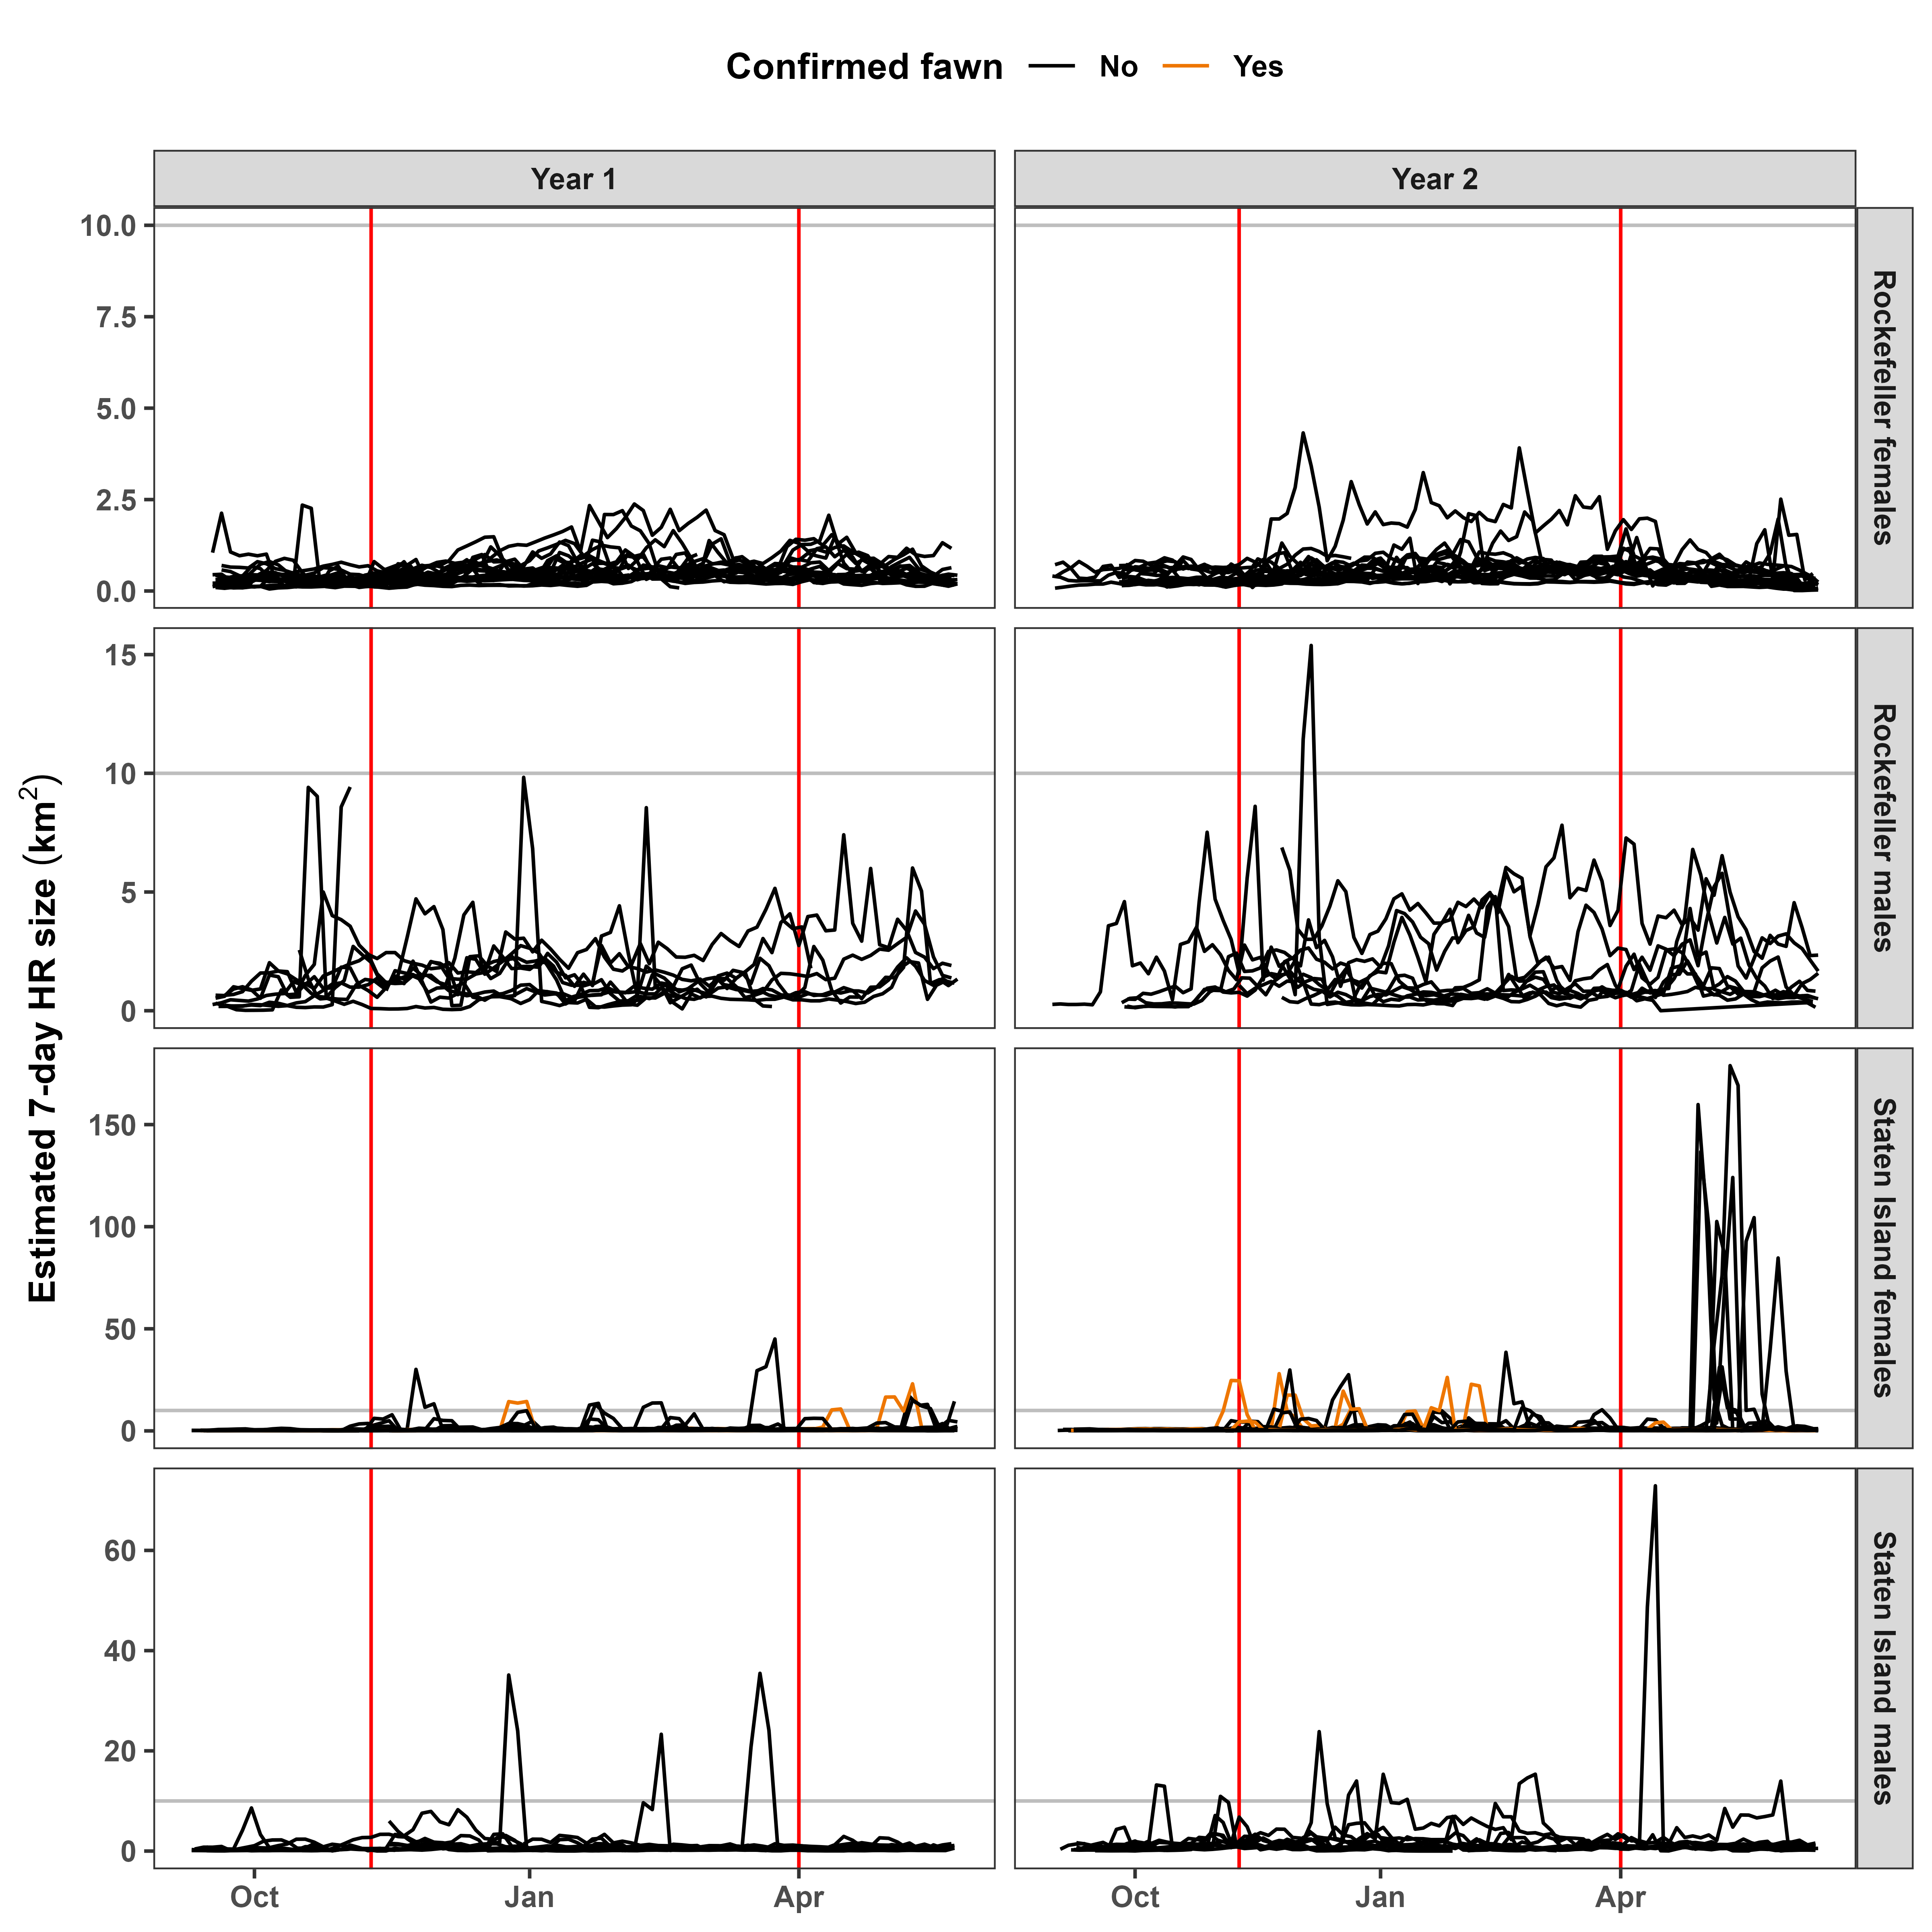 Confirmed fawn No Yes
Year 1
Year 2
10.0
7.5
5.0
2.5
0.0
Rockefeller females
15
10
5
0
Rockefeller males
Estimated 7-pay HR size (km²)
150
100
50
0
Staten Island females
60
40
20
0
Staten Island males
Oct Jan Apr
Oct Jan Apr